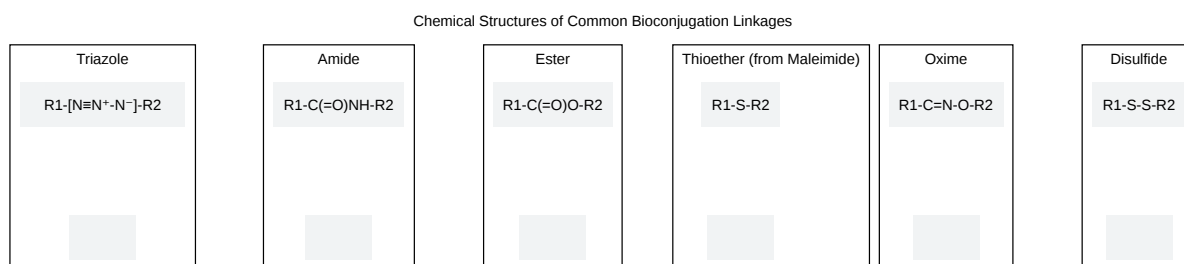 Chemical Structures of Common Bioconjugation Linkages
Triazole
R1-[N≡N⁺-N⁻]-R2
Amide
R1-C(=O)NH-R2
Ester
R1-C(=O)O-R2
Thioether (from Maleimide)
R1-S-R2
Oxime
R1-C=N-O-R2
Disulfide
R1-S-S-R2